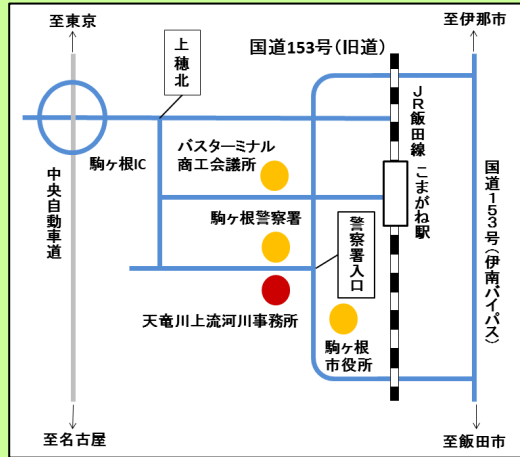 至東京
至伊那市
国道153号(旧道)
上穂北
JR飯田線
こまがね駅
駒ヶ根IC
バスターミナル
商工会議所
中央自動車道
駒ヶ根警察署
警察署入口
国道153号(伊南バイパス)
天竜川上流河川事務所
駒ヶ根
市役所
至名古屋
至飯田市